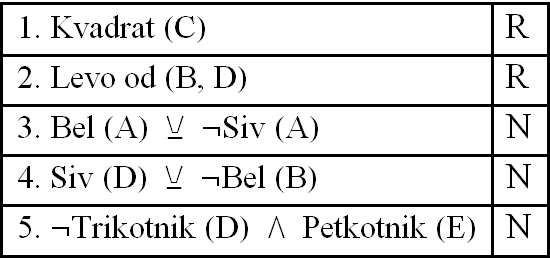 1. Kvadrat (C) R
2. Levo od (B, D) R
3. Bel (A) ⊻ ¬Siv (A) N
4. Siv (D) ⊻ ¬Bel (B) N
5. ¬Trikotnik (D) ∧ Petkotnik (E) N